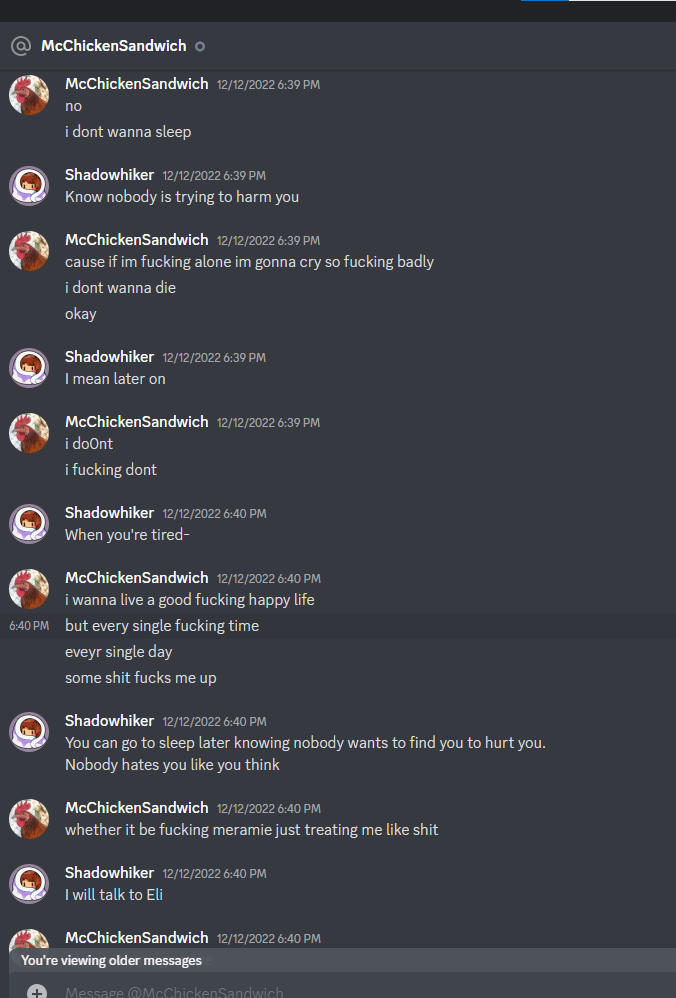 McChickenSandwich
McChickenSandwich 12/12/2022 6:39 PM
no
i dont wanna sleep
Shadowhiker 12/12/2022 6:39 PM
Know nobody is trying to harm you
McChickenSandwich 12/12/2022 6:39 PM
cause if im fucking alone im gonna cry so fucking badly
i dont wanna die
okay
Shadowhiker 12/12/2022 6:39 PM
I mean later on
McChickenSandwich 12/12/2022 6:39 PM
i do0nt
i fucking dont
Shadowhiker 12/12/2022 6:40 PM
When you're tired-
McChickenSandwich 12/12/2022 6:40 PM
i wanna live a good fucking happy life
6:40 PM but every single fucking time
eveyr single day
some shit fucks me up
Shadowhiker 12/12/2022 6:40 PM
You can go to sleep later knowing nobody wants to find you to hurt you.
Nobody hates you like you think
McChickenSandwich 12/12/2022 6:40 PM
whether it be fucking meramie just treating me like shit
Shadowhiker 12/12/2022 6:40 PM
I will talk to Eli
McChickenSandwich 12/12/2022 6:40 PM
You're viewing older messages
Message @McChickenSandwich